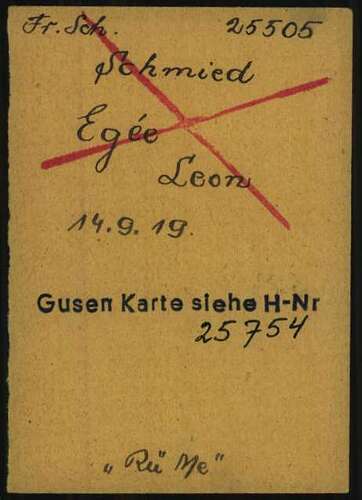 Fr. Sch. 25505
Schmied
Egée
Leon
14.9.19.
Gusen Karte siehe H-Nr
25754
„Rü Me"